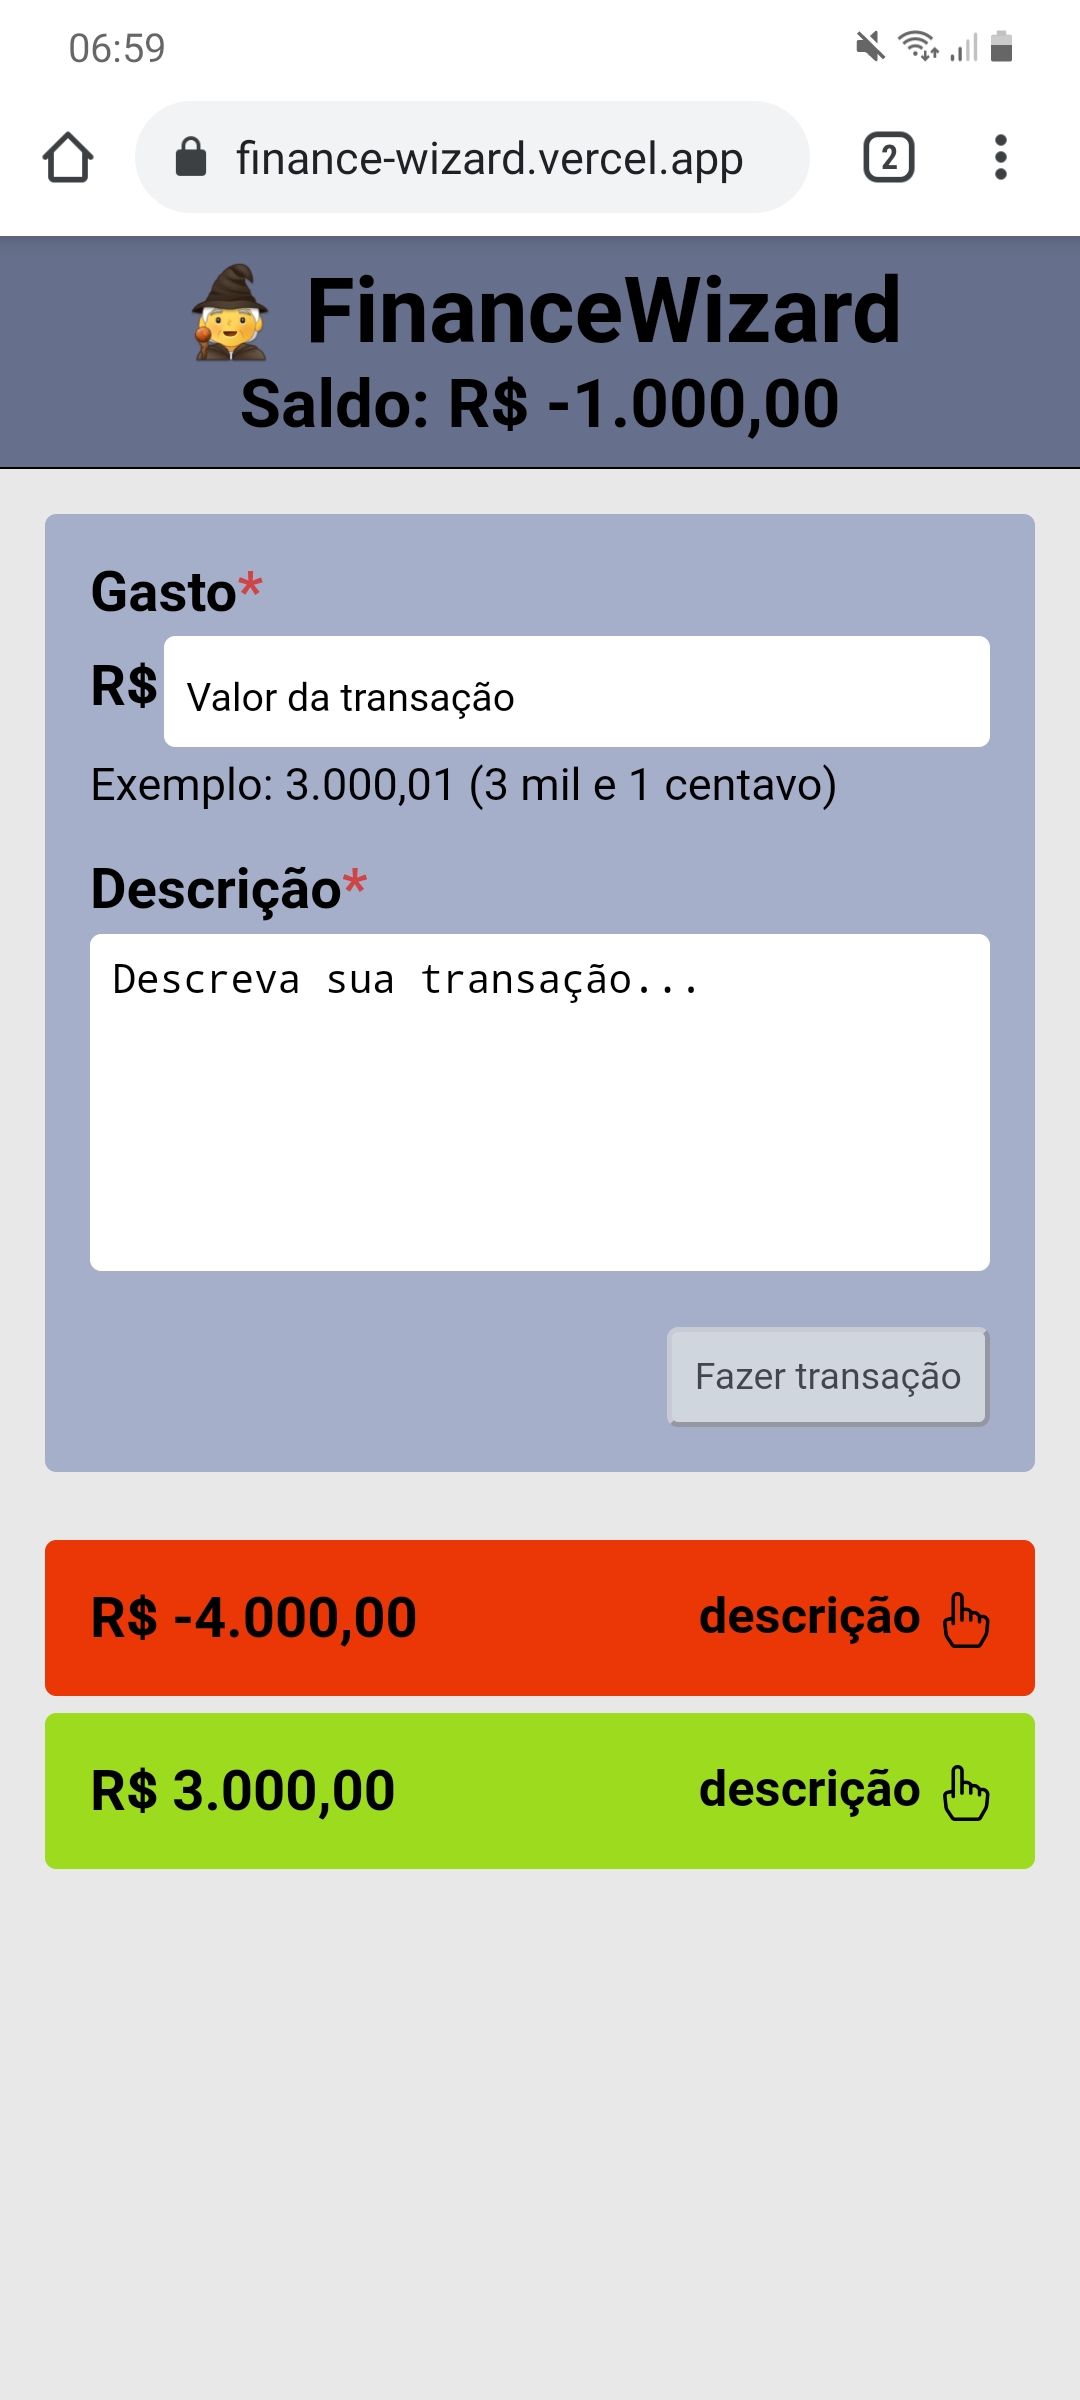 06:59
finance-wizard.vercel.app
2
FinanceWizard
Saldo: R$ -1.000,00
Gasto*
R$ Valor da transação
Exemplo: 3.000,01 (3 mil e 1 centavo)
Descrição*
Descreva sua transação...
Fazer transação
R$ -4.000,00 descrição
R$ 3.000,00 descrição